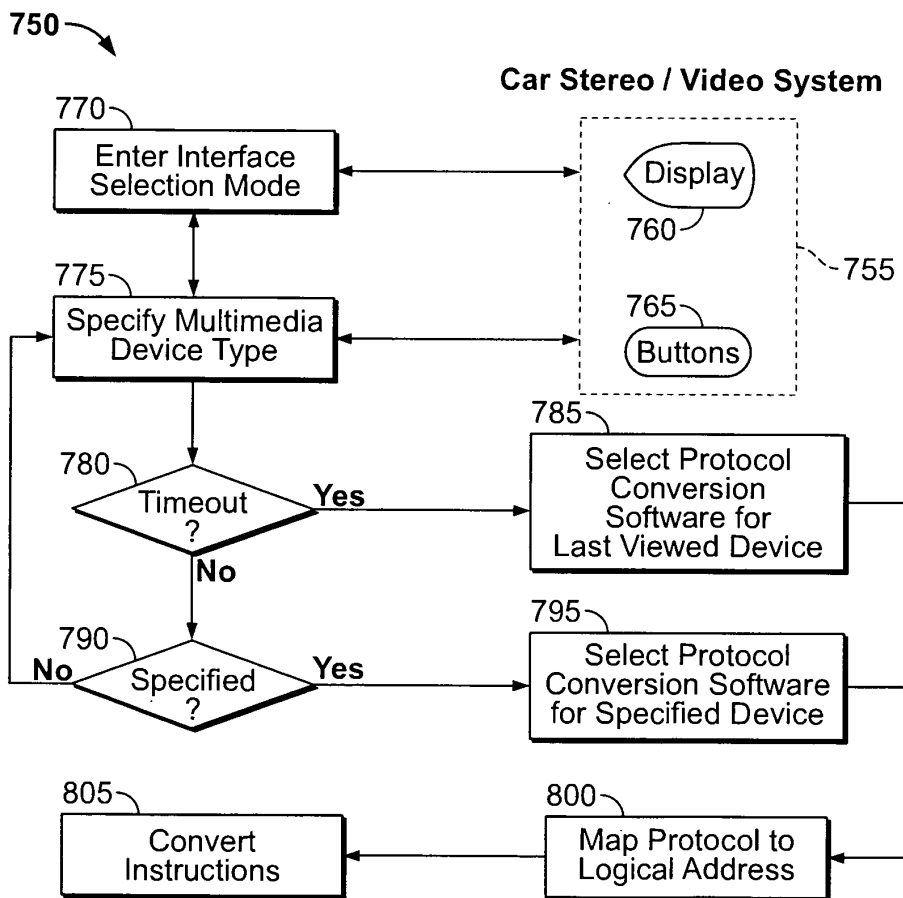 750
Car Stereo / Video System
770
Enter Interface
Selection Mode
Display
760
755
775
Specify Multimedia
Device Type
765
Buttons
780
Timeout
?
Yes
No
785
Select Protocol
Conversion
Software for
Last Viewed Device
790
No
Specified
?
Yes
795
Select Protocol
Conversion Software
for Specified Device
805
Convert
Instructions
800
Map Protocol to
Logical Address